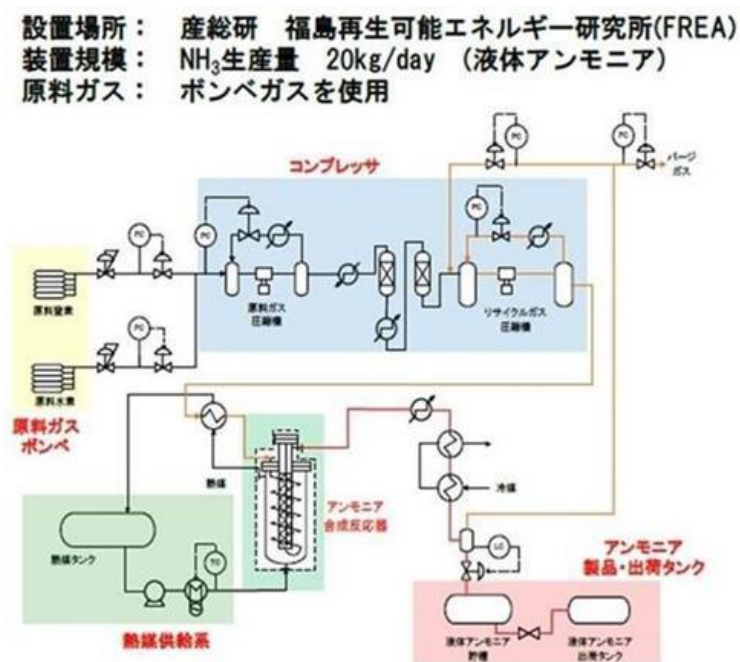 設置場所： 産総研 福島再生可能エネルギー研究所(FREA)
装置規模： NH₃生産量 20kg/day （液体アンモニア）
原料ガス： ボンベガスを使用
コンプレッサ
PC
PC
パージ
ガス
PC
PC
PC
原料窒素
原料ガス
圧縮機
リサイクルガス
圧縮機
PC
原料水素
原料ガス
ボンベ
熱媒
アンモニア
合成反応器
冷媒
熱媒タンク
TC
LC
アンモニア
製品・出荷タンク
熱媒供給系
液体アンモニア
貯槽
液体アンモニア
出荷タンク